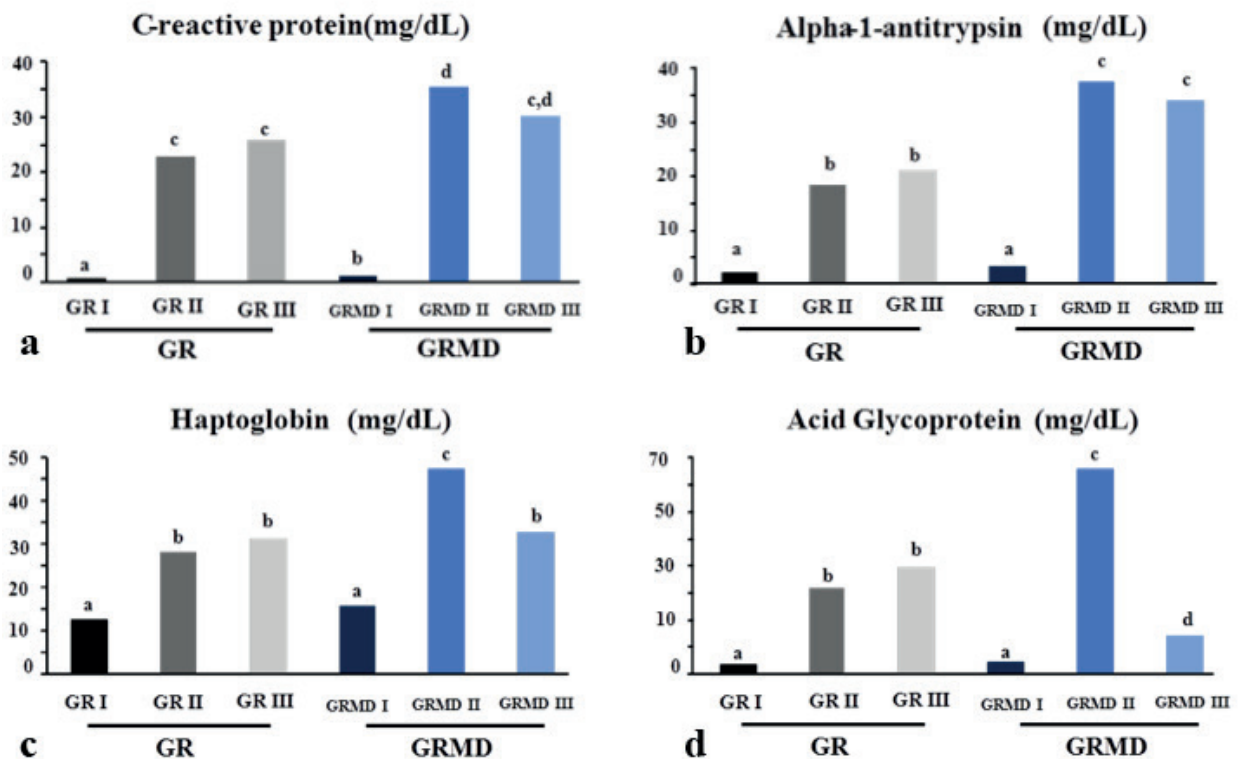 C-reactive protein(mg/dL)
40
30
20
10
0
a
c
c
b
d
c,d
GR I
GR II
GR III
GRMD I
GRMD II
GRMD III
GR
GRMD
a
Alpha-1-antitrypsin (mg/dL)
40
30
20
10
0
a
b
b
a
c
c
GR I
GR II
GR III
GRMD I
GRMD II
GRMD III
GR
GRMD
b
Haptoglobin (mg/dL)
50
40
30
20
10
0
a
b
b
a
c
b
GR I
GR II
GR III
GRMD I
GRMD II
GRMD III
GR
GRMD
c
Acid Glycoprotein (mg/dL)
70
50
30
10
0
a
b
b
a
c
d
GR I
GR II
GR III
GRMD I
GRMD II
GRMD III
GR
GRMD
d